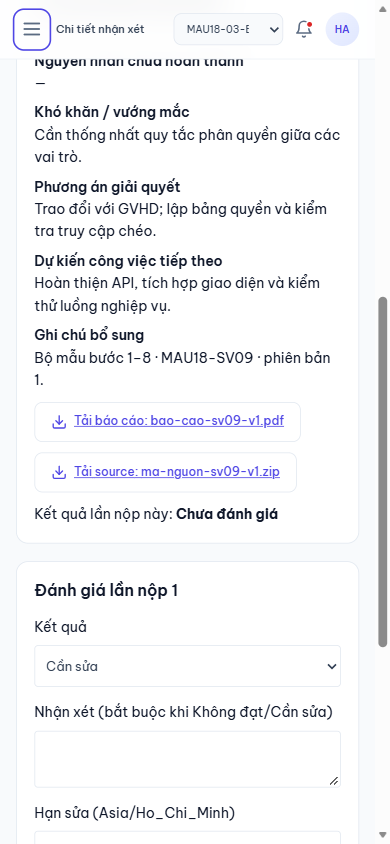 Chi tiết nhận xét
MAU18-03-E
HA
Nguyên nhân chưa hoàn thành
—
Khó khăn / vướng mắc
Cần thống nhất quy tắc phân quyền giữa các
vai trò.
Phương án giải quyết
Trao đổi với GVHD; lập bảng quyền và kiểm
tra truy cập chéo.
Dự kiến công việc tiếp theo
Hoàn thiện API, tích hợp giao diện và kiểm
thử luồng nghiệp vụ.
Ghi chú bổ sung
Bộ mẫu bước 1–8 · MAU18-SV09 · phiên bản
1.
Tải báo cáo: bao-cao-sv09-v1.pdf
Tải source: ma-nguon-sv09-v1.zip
Kết quả lần nộp này: Chưa đánh giá
Đánh giá lần nộp 1
Kết quả
Cần sửa
Nhận xét (bắt buộc khi Không đạt/Cần sửa)
Hạn sửa (Asia/Ho_Chi_Minh)